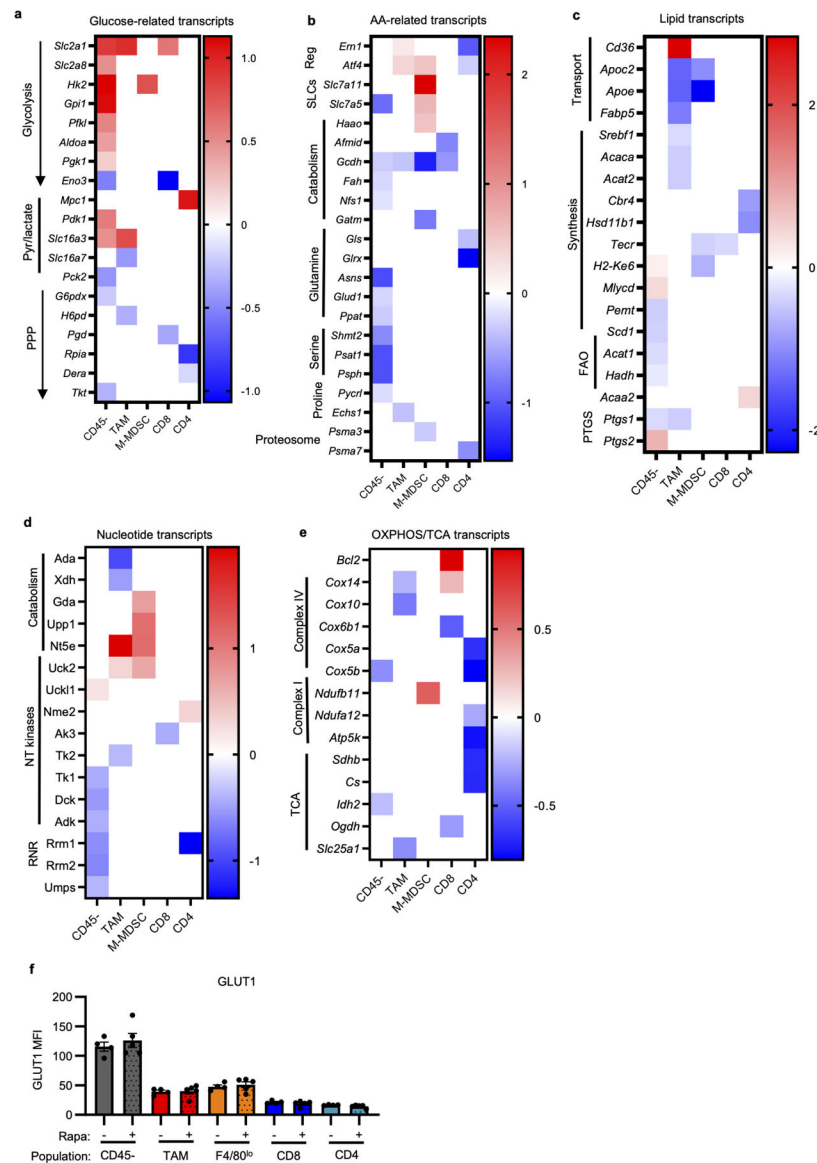 a
Glucose-related transcripts
Glycolysis
Pyr/lactate
PPP
Slc2a1
Slc2a8
Hk2
Gpi1
Pfkl
Aldoa
Pgk1
Eno3
Mpc1
Pdk1
Slc16a3
Slc16a7
Pck2
G6pdx
H6pd
Pgd
Rpia
Dera
Tkt
CD45-
TAM
M-MDSC
CD8
CD4
1.0
0.5
0
-0.5
-1.0
b
AA-related transcripts
Reg
SLCs
Catabolism
Glutamine
Serine
Proline
Proteosome
Ern1
Atf4
Slc7a11
Slc7a5
Haao
Afmid
Gcdh
Fah
Nfs1
Gatm
Gls
Glrx
Asns
Glud1
Ppat
Shmt2
Psat1
Psph
Pycrl
Echs1
Psma3
Psma7
CD45-
TAM
M-MDSC
CD8
CD4
2
1
0
-1
c
Lipid transcripts
Transport
Synthesis
FAO
PTGS
Cd36
Apoc2
Apoe
Fabp5
Srebf1
Acaca
Acat2
Cbr4
Hsd11b1
Tecr
H2-Ke6
Mlycd
Pemt
Scd1
Acat1
Hadh
Acaa2
Ptgs1
Ptgs2
CD45-
TAM
M-MDSC
CD8
CD4
2
0
-2
d
Nucleotide transcripts
Catabolism
NT kinases
RNR
Ada
Xdh
Gda
Upp1
Nt5e
Uck2
Uckl1
Nme2
Ak3
Tk2
Tk1
Dck
Adk
Rrm1
Rrm2
Umps
CD45-
TAM
M-MDSC
CD8
CD4
1
0
-1
e
OXPHOS/TCA transcripts
Complex IV
Complex I
TCA
Bcl2
Cox14
Cox10
Cox6b1
Cox5a
Cox5b
Ndufb11
Ndufa12
Atp5k
Sdhb
Cs
Idh2
Ogdh
Slc25a1
CD45-
TAM
M-MDSC
CD8
CD4
0.5
0
-0.5
f
GLUT1
GLUT1 MFI
200
150
100
50
0
Rapa: - + - + - + - + - +
Population: CD45- TAM F4/80lo CD8 CD4